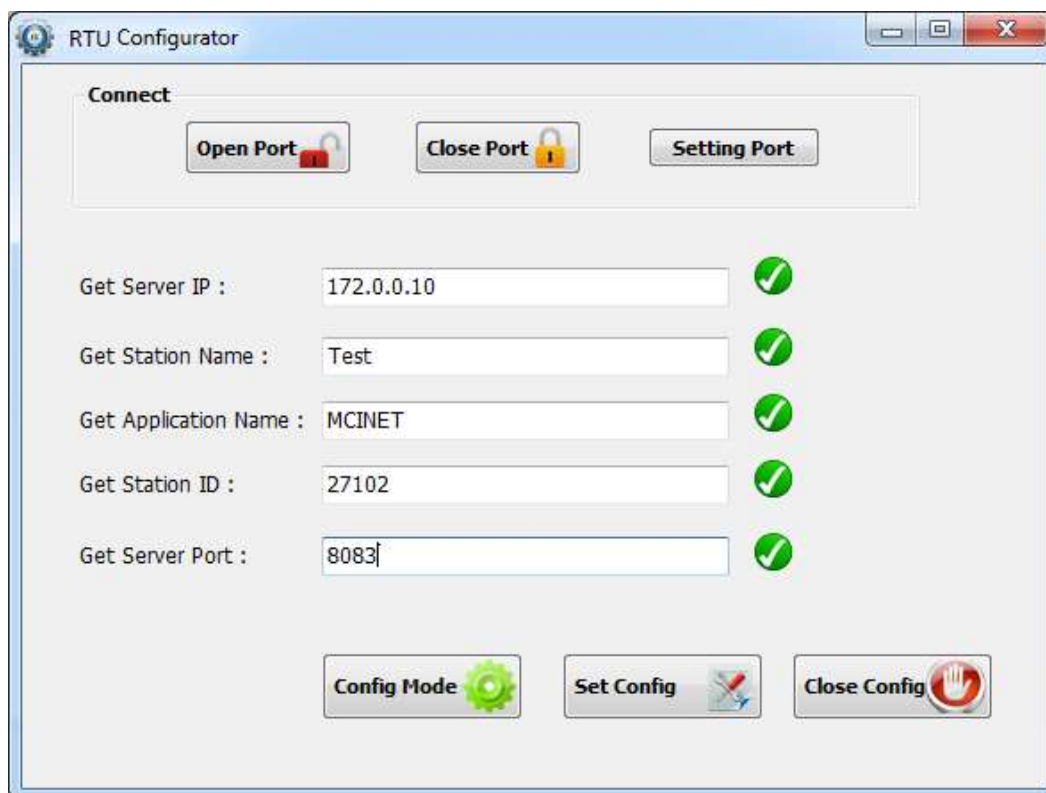 RTU Configurator
Connect
Open Port Close Port Setting Port
Get Server IP : 172.0.0.10
Get Station Name : Test
Get Application Name : MCINET
Get Station ID : 27102
Get Server Port : 8083
Config Mode Set Config Close Config